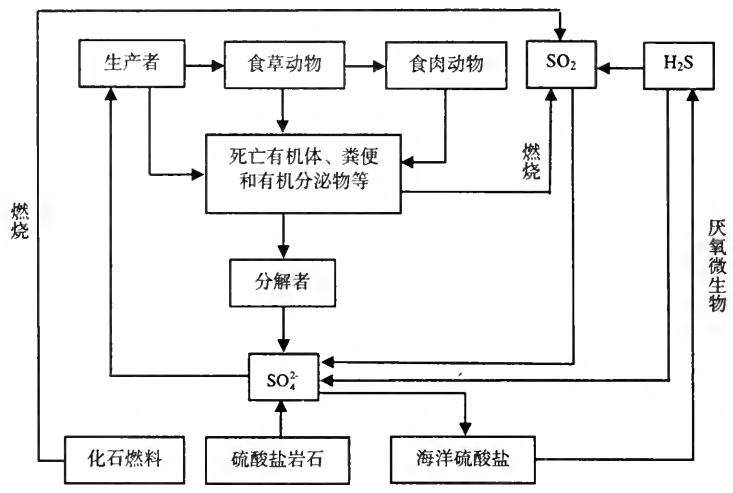 生产者
食草动物
食肉动物
SO₂
H₂S
死亡有机体、粪便
和有机分泌物等
燃烧
燃烧
厌氧微生物
分解者
SO₄²⁻
化石燃料
硫酸盐岩石
海洋硫酸盐